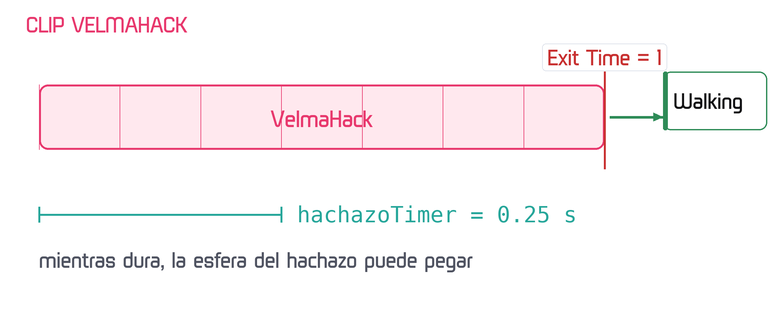 CLIP VELMAHACK
Exit Time = 1
VelmaHack
Walking
hachazoTimer = 0.25 s
mientras dura, la esfera del hachazo puede pegar